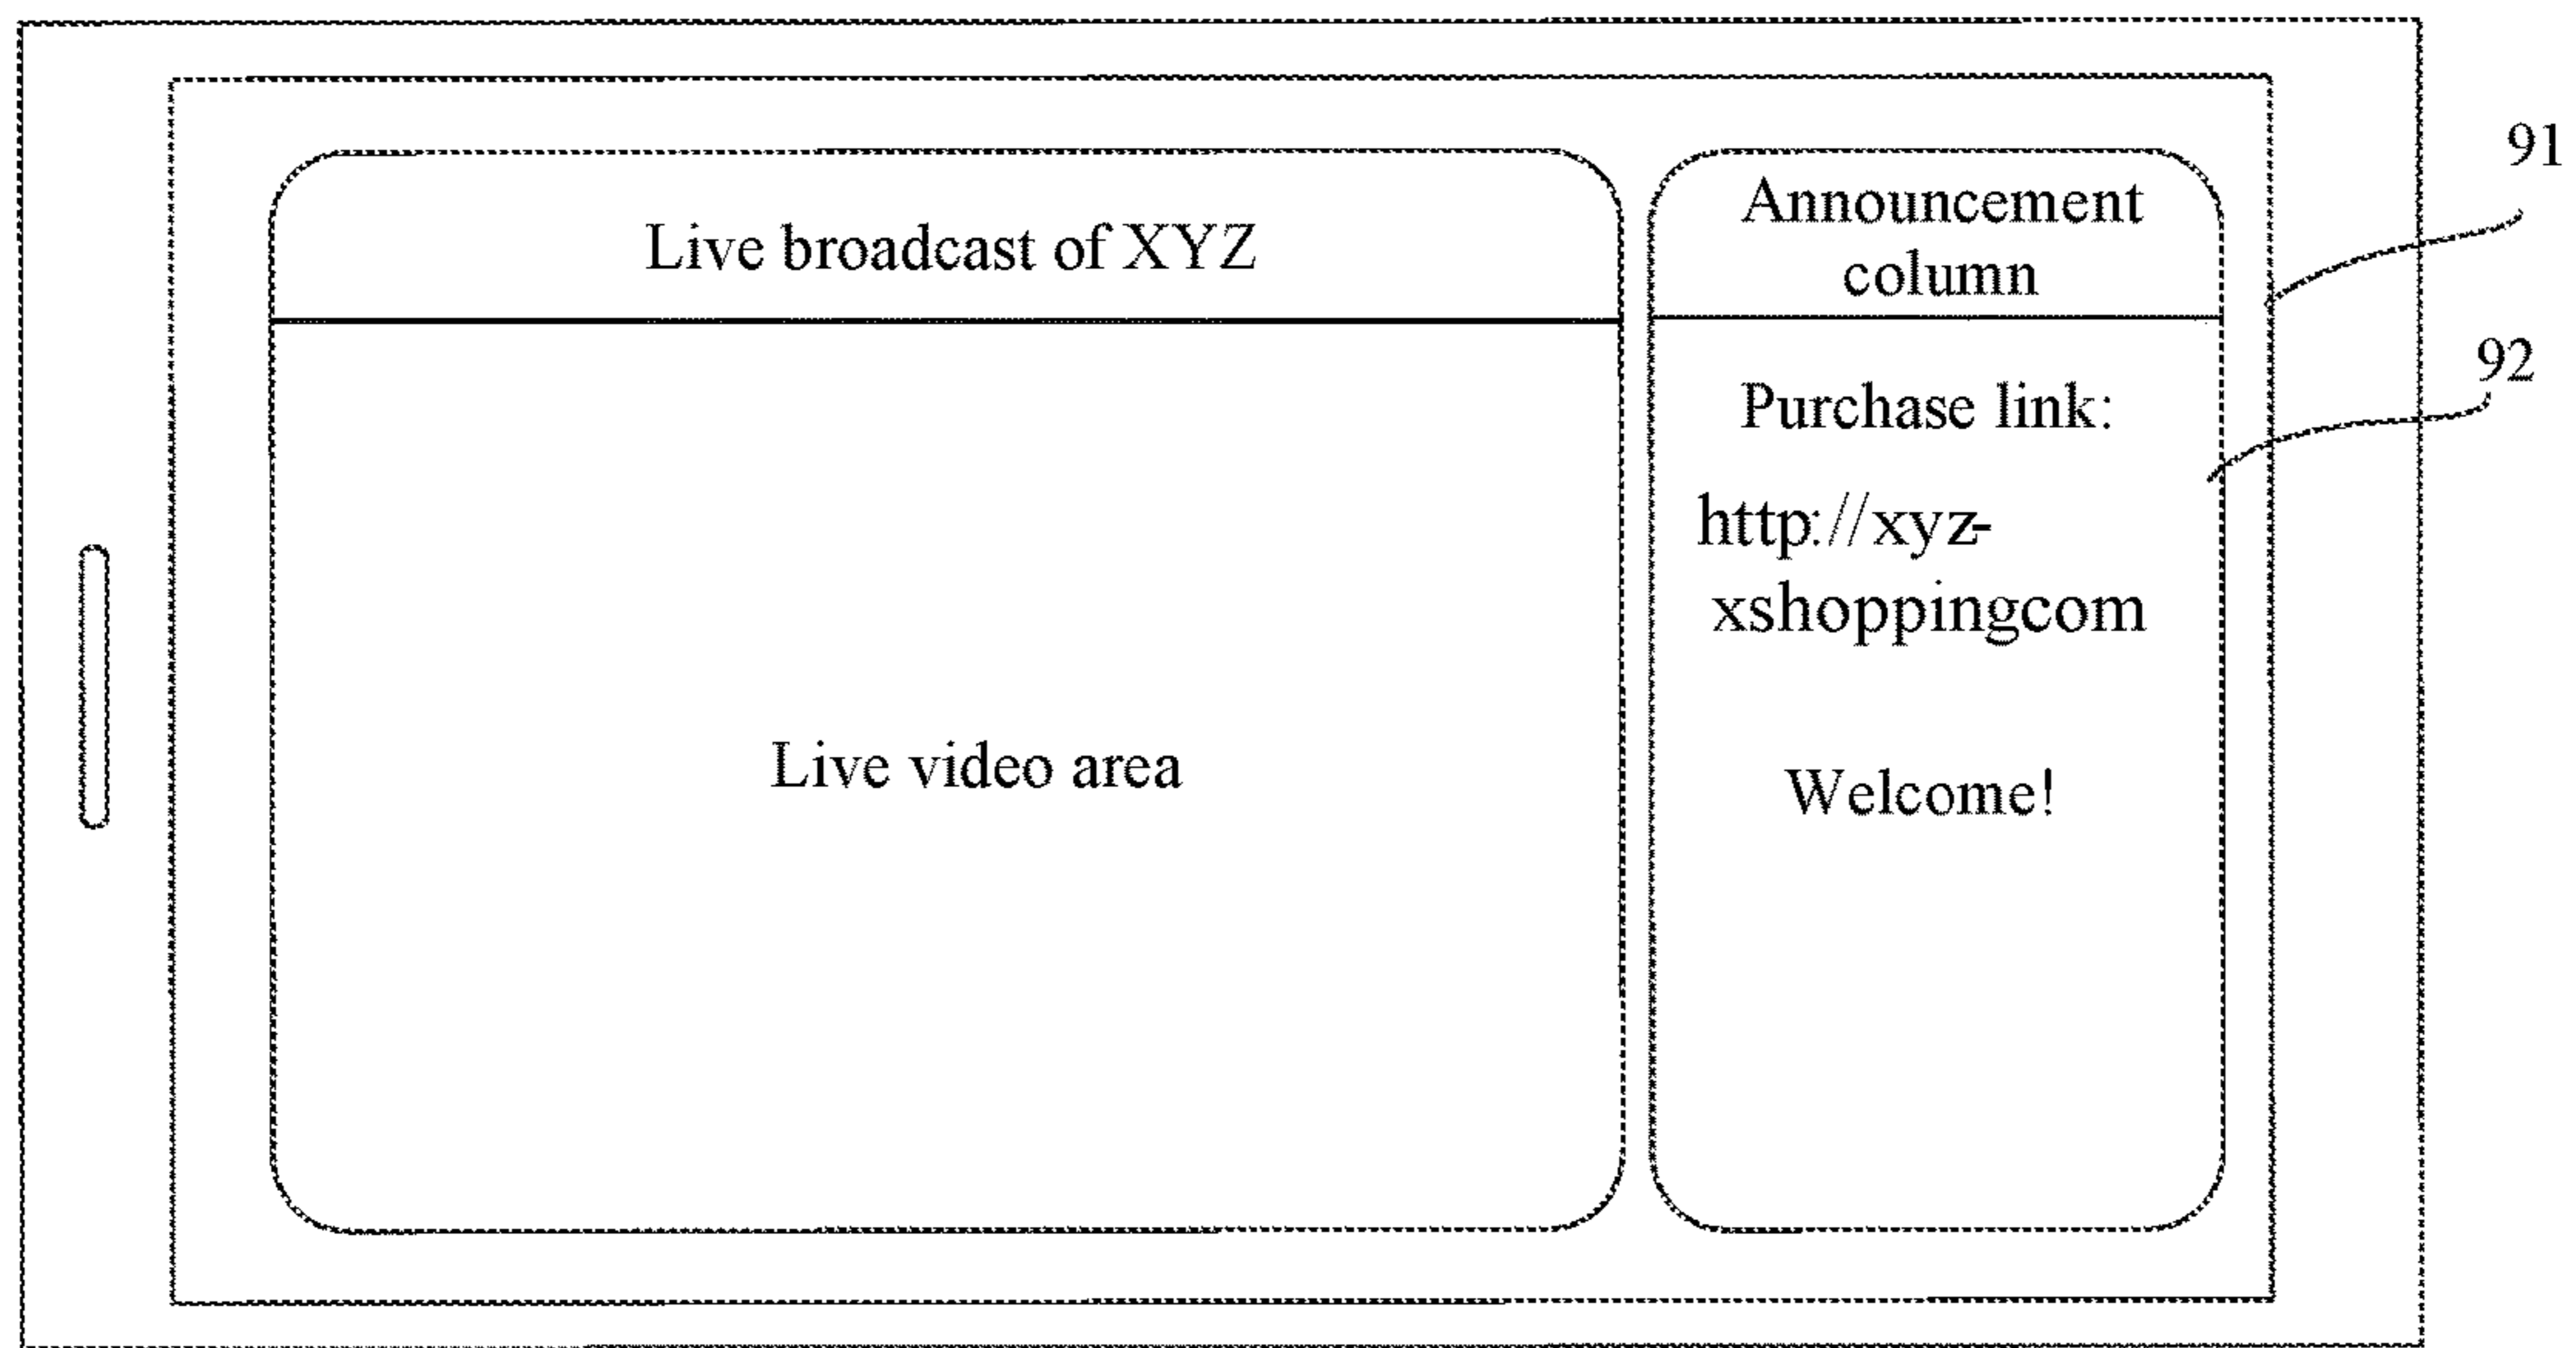 Live broadcast of XYZ
Live video area
Announcement
column
Purchase link:
http://xyz-
xshoppingcom
Welcome!
91
92